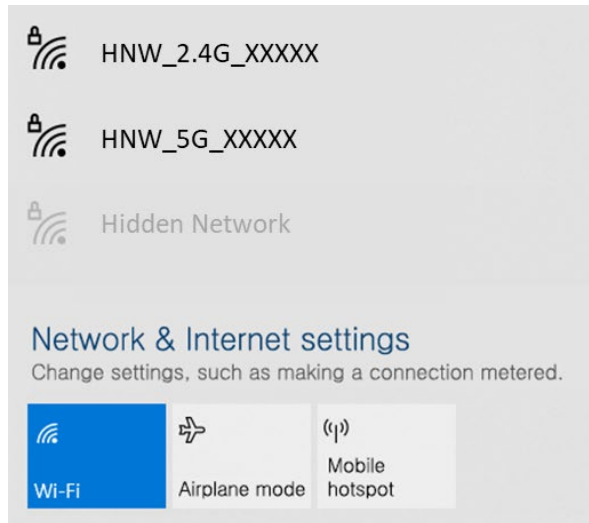 HNW_2.4G_XXXXX
HNW_5G_XXXXX
Hidden Network
Network & Internet settings
Change settings, such as making a connection metered.
Wi-Fi
Airplane mode
Mobile
hotspot